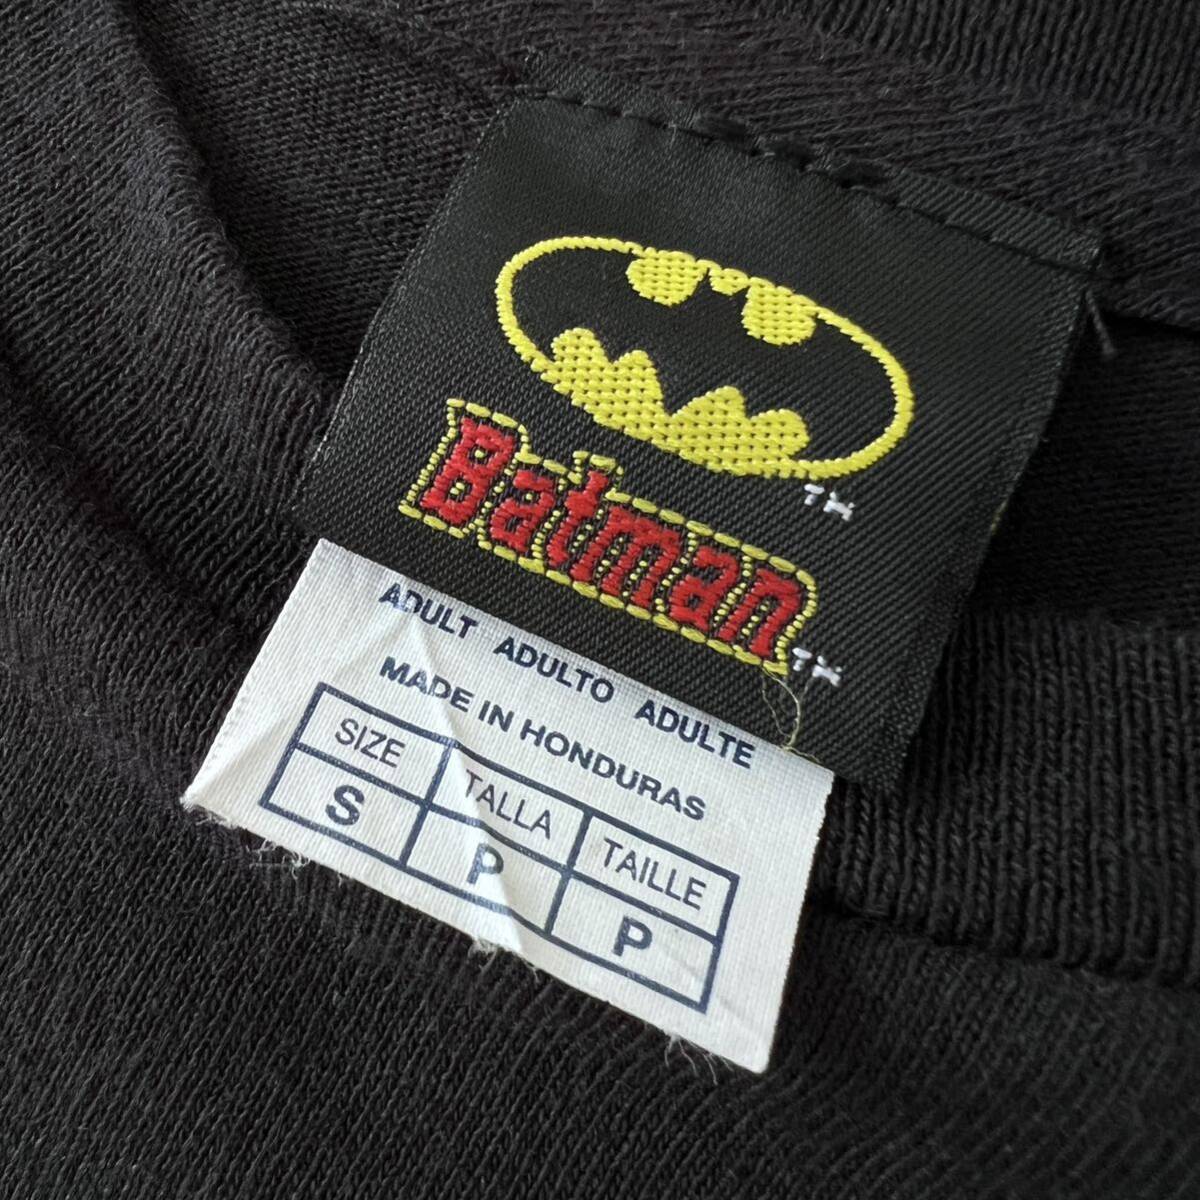 TM
Batman TM
ADULT ADULTO ADULTE
MADE IN HONDURAS
SIZE TALLA TAILLE
S P P